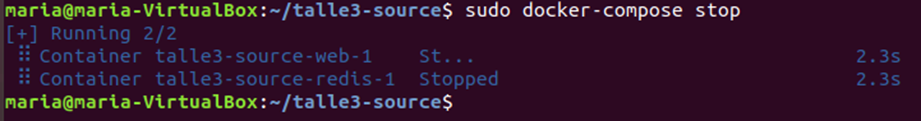 maria@maria-VirtualBox:~/talle3-source$ sudo docker-compose stop
[+] Running 2/2
⠿ Container talle3-source-web-1 St... 2.3s
⠿ Container talle3-source-redis-1 Stopped 2.3s
maria@maria-VirtualBox:~/talle3-source$